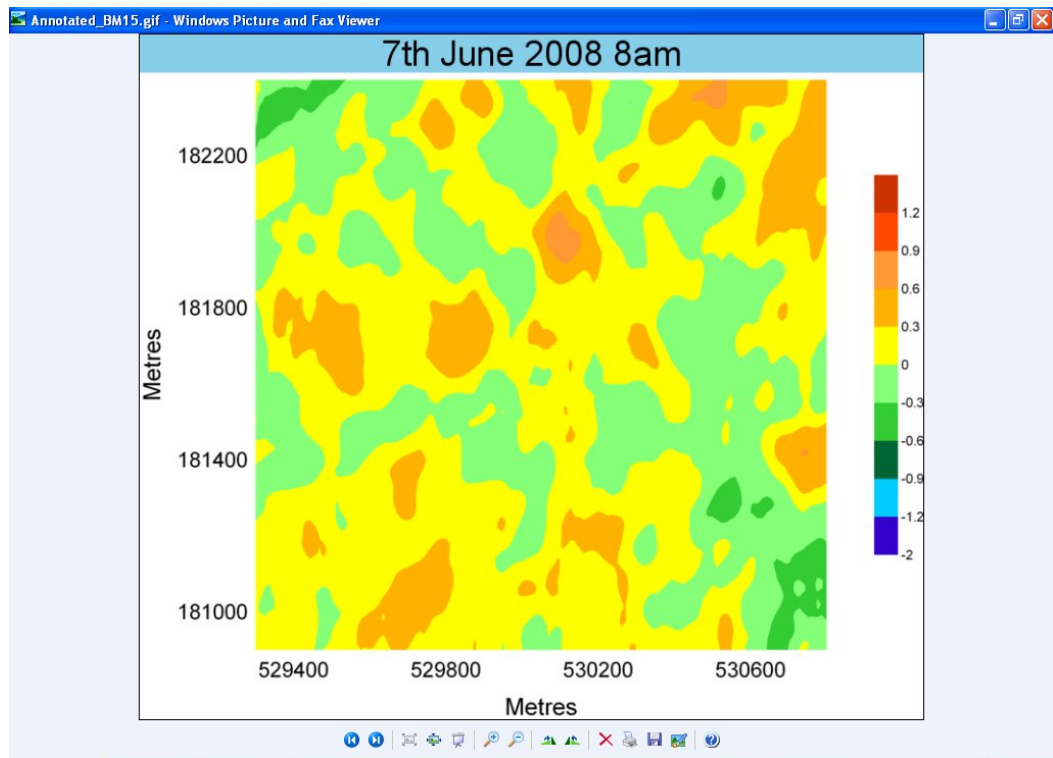 Annotated_BM15.gif - Windows Picture and Fax Viewer
7th June 2008 8am
182200
181800
181400
181000
Metres
529400 529800 530200 530600
Metres
1.2
0.9
0.6
0.3
0
-0.3
-0.6
-0.9
-1.2
-2